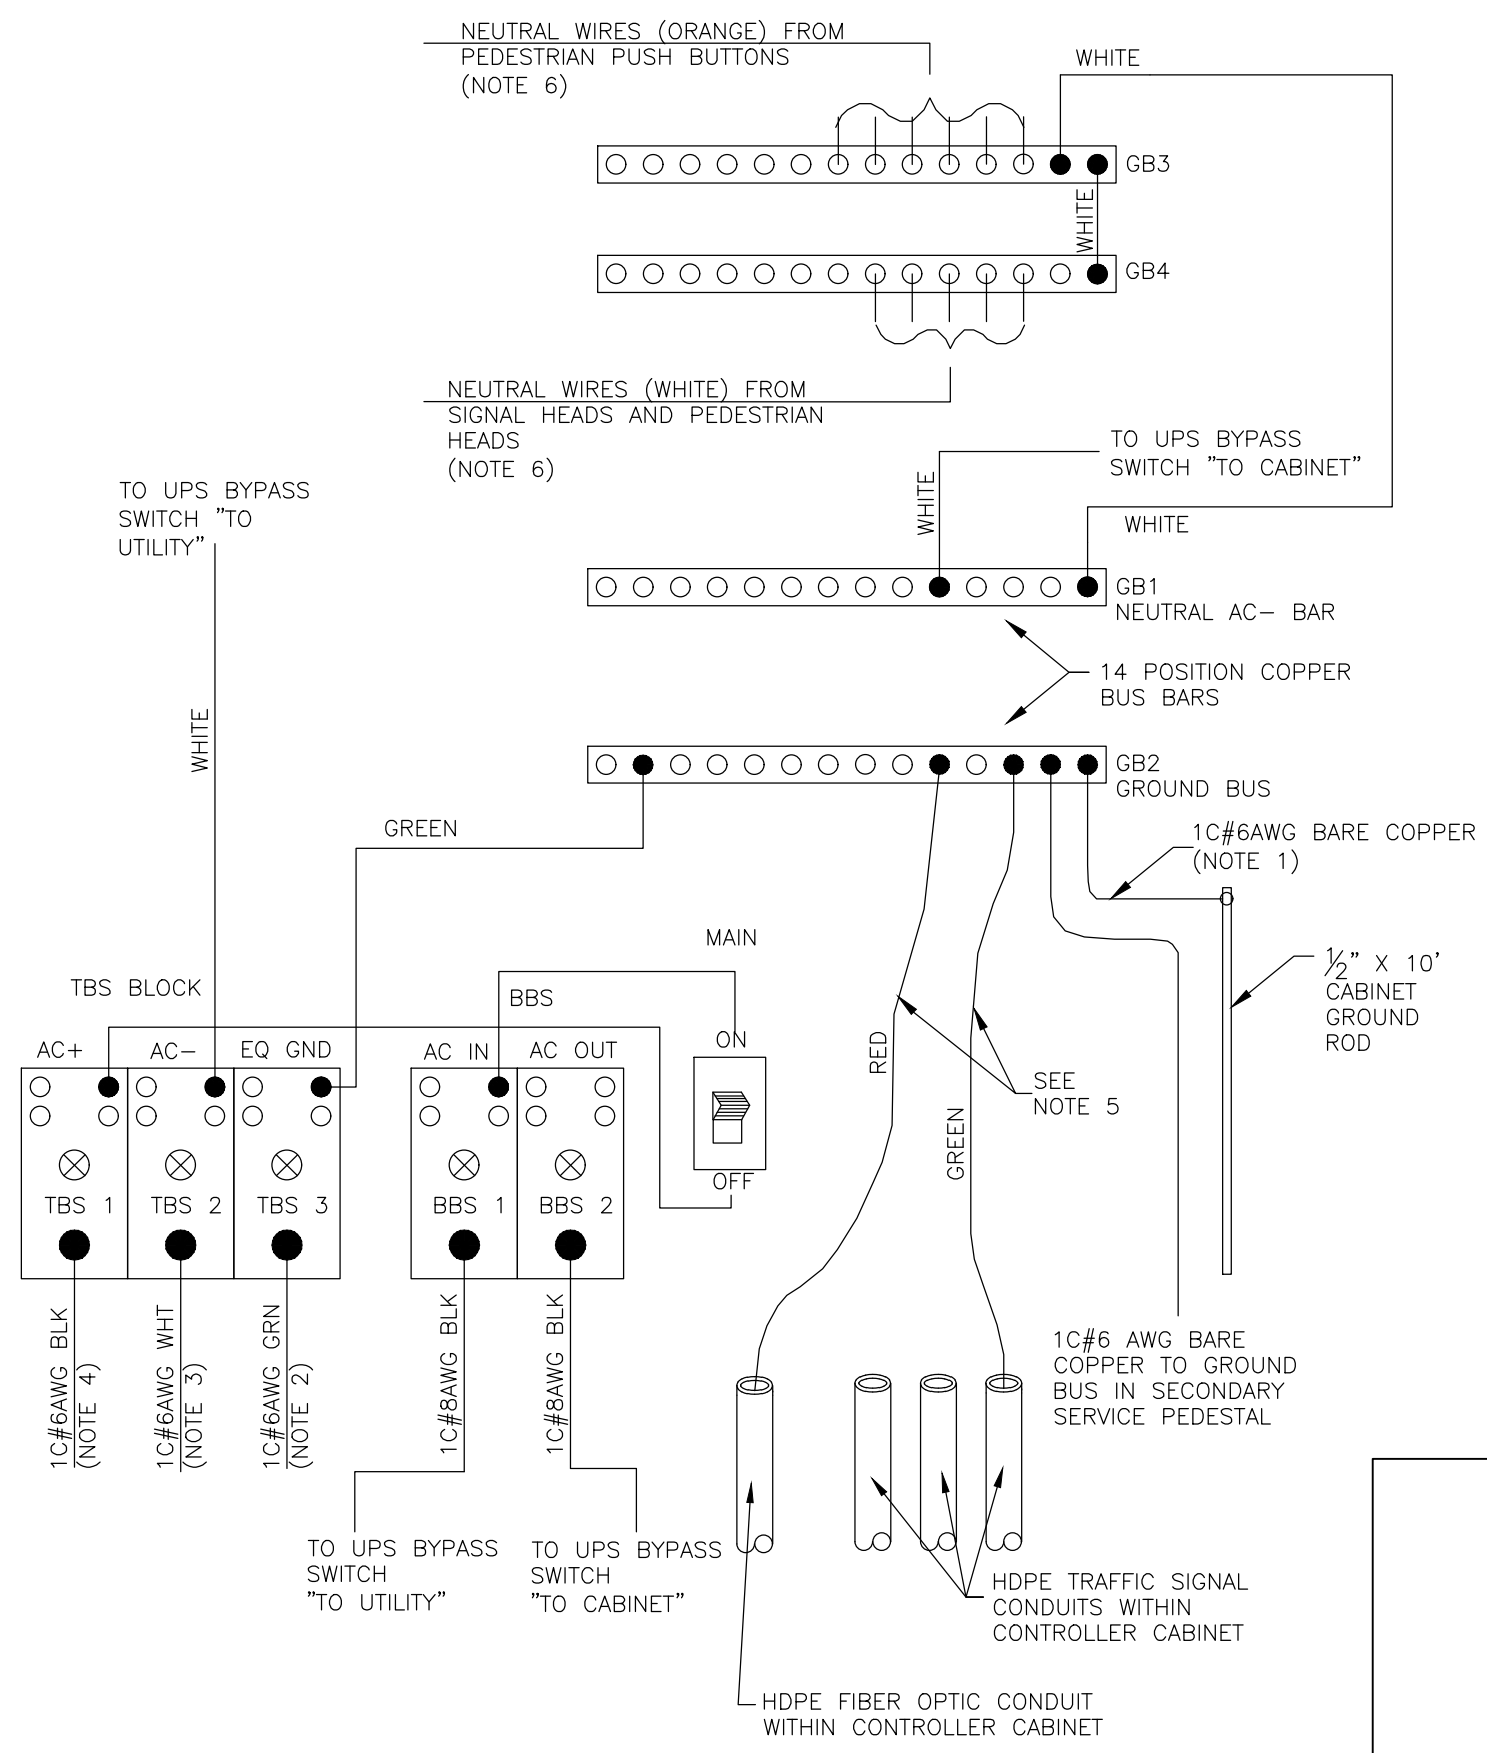 NEUTRAL WIRES (ORANGE) FROM
PEDESTRIAN PUSH BUTTONS
(NOTE 6)
WHITE
GB3
WHITE
GB4
NEUTRAL WIRES (WHITE) FROM
SIGNAL HEADS AND PEDESTRIAN
HEADS
(NOTE 6)
TO UPS BYPASS
SWITCH "TO CABINET"
WHITE
WHITE
TO UPS BYPASS
SWITCH "TO
UTILITY"
WHITE
GB1
NEUTRAL AC- BAR
14 POSITION COPPER
BUS BARS
GB2
GROUND BUS
GREEN
1C#6AWG BARE COPPER
(NOTE 1)
½" X 10'
CABINET
GROUND
ROD
MAIN
TBS BLOCK
BBS
ON
AC+
AC-
EQ GND
AC IN
AC OUT
RED
SEE
NOTE 5
GREEN
OFF
TBS 1
TBS 2
TBS 3
BBS 1
BBS 2
1C#6AWG BLK
(NOTE 4)
1C#6AWG WHT
(NOTE 3)
1C#6AWG GRN
(NOTE 2)
1C#8AWG BLK
1C#8AWG BLK
1C#6 AWG BARE
COPPER TO GROUND
BUS IN SECONDARY
SERVICE PEDESTAL
TO UPS BYPASS
SWITCH
"TO UTILITY"
TO UPS BYPASS
SWITCH
"TO CABINET"
HDPE TRAFFIC SIGNAL
CONDUITS WITHIN
CONTROLLER CABINET
HDPE FIBER OPTIC CONDUIT
WITHIN CONTROLLER CABINET